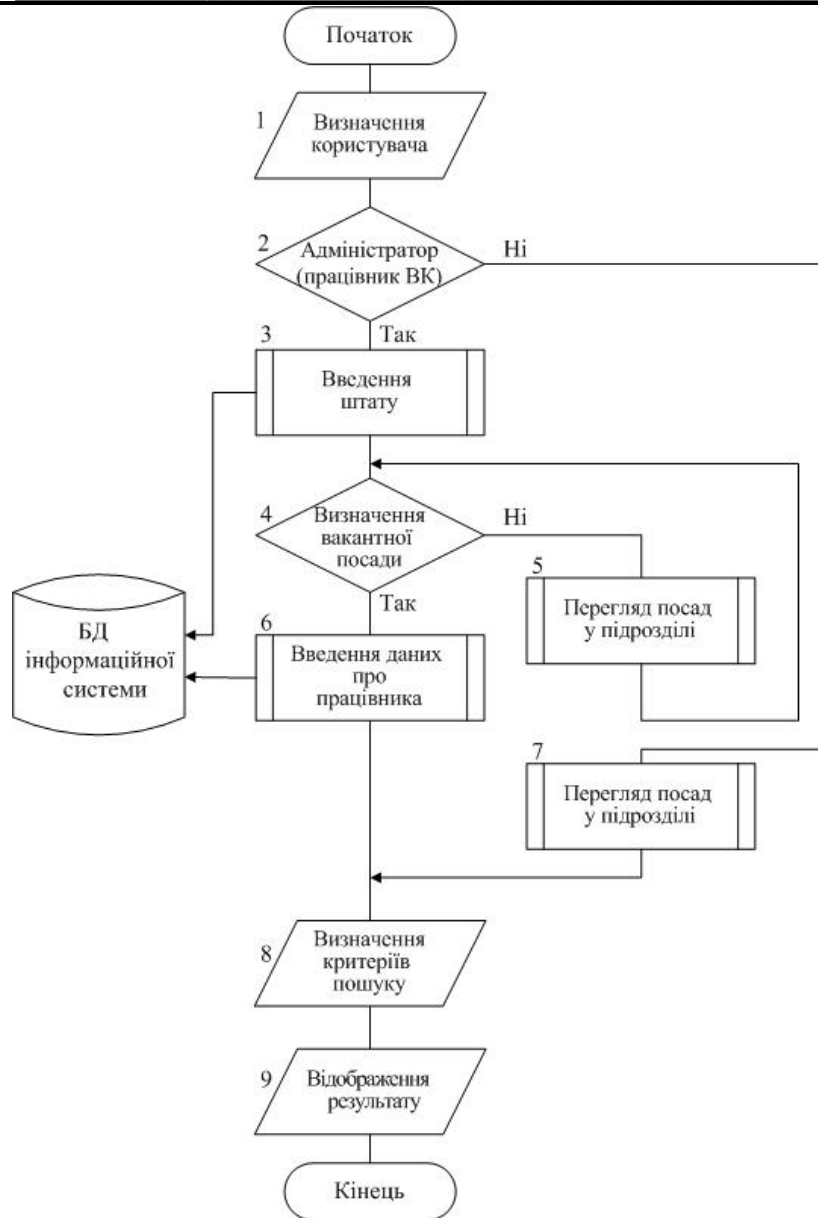 Початок
1
Визначення
користувача
2
Адміністратор
(працівник ВК)
Ні
Так
3
Введення
штату
4
Визначення
вакантної
посади
Ні
Так
5
Перегляд посад
у підрозділі
БД
інформаційної
системи
6
Введення даних
про
працівника
7
Перегляд посад
у підрозділі
8
Визначення
критеріїв
пошуку
9
Відображення
результату
Кінець